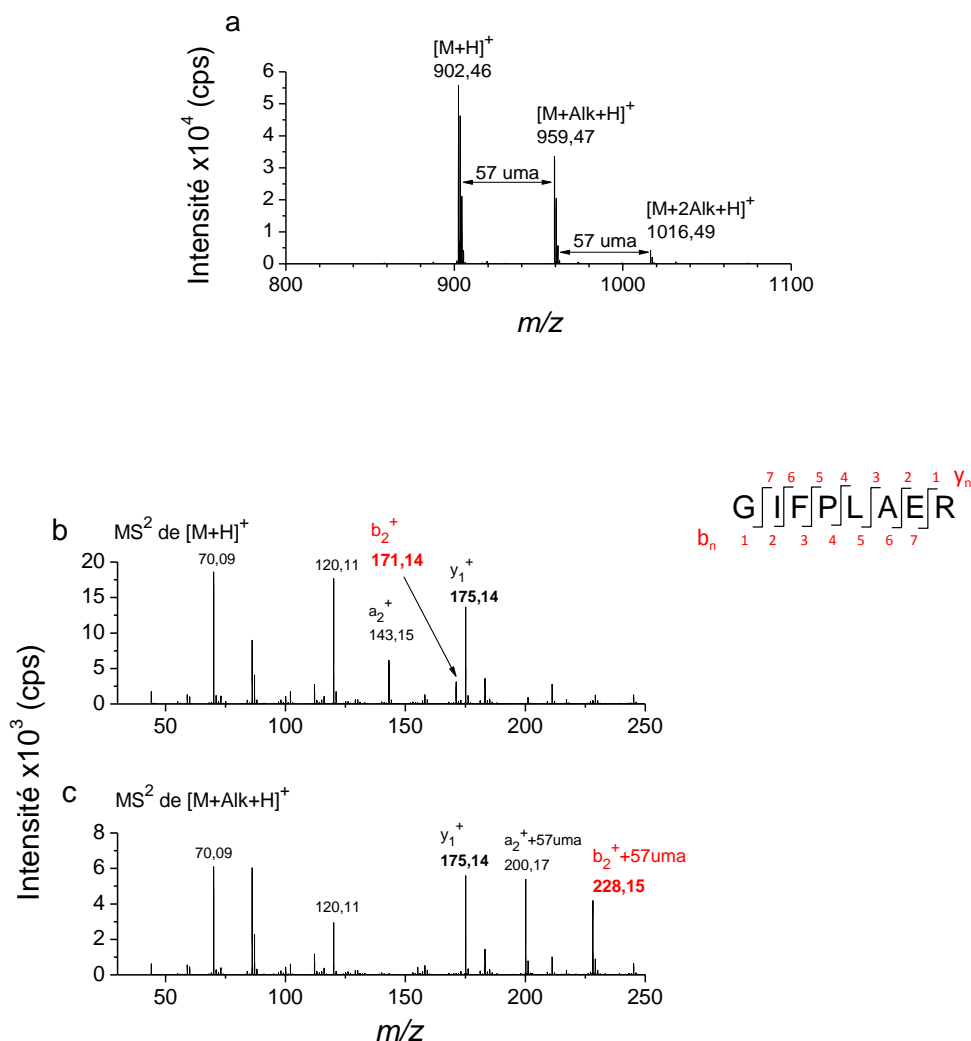 a
[M+H]⁺
902,46
[M+Alk+H]⁺
959,47
[M+2Alk+H]⁺
1016,49
57 uma
57 uma
Intensité x10⁴ (cps)
6
5
4
3
2
1
0
800 900 1000 1100
m/z
7 6 5 4 3 2 1 yₙ
GIFPLAER
bₙ 1 2 3 4 5 6 7
b
MS² de [M+H]⁺
b₂⁺
171,14
70,09
120,11
a₂⁺
143,15
y₁⁺
175,14
20
15
10
5
0
50 100 150 200 250
Intensité x10³ (cps)
c
MS² de [M+Alk+H]⁺
70,09
120,11
y₁⁺
175,14
a₂⁺+57uma
200,17
b₂⁺+57uma
228,15
8
6
4
2
0
50 100 150 200 250
m/z